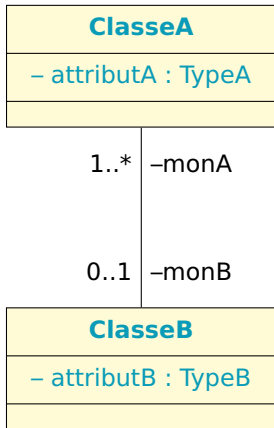 ClasseA
– attributA : TypeA
1..* –monA
0..1 –monB
ClasseB
– attributB : TypeB